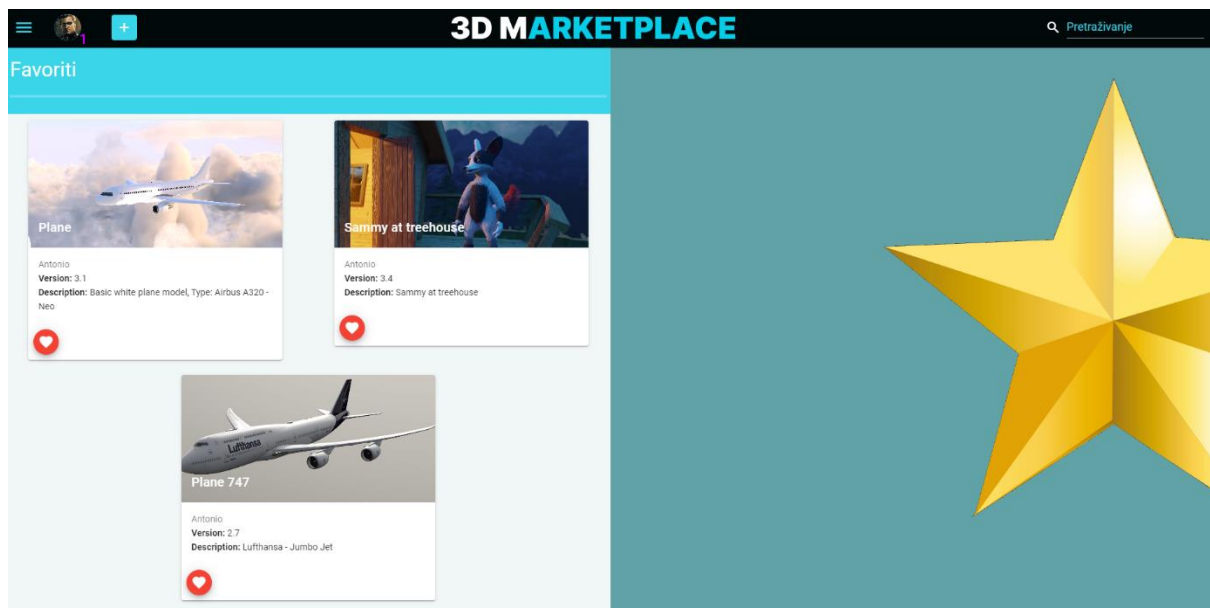 1
+
3D MARKETPLACE
Pretraživanje
Favoriti
Plane
Antonio
Version: 3.1
Description: Basic white plane model, Type: Airbus A320 -
Neo
Sammy at treehouse
Antonio
Version: 3.4
Description: Sammy at treehouse
Lufthansa
Plane 747
Antonio
Version: 2.7
Description: Lufthansa - Jumbo Jet